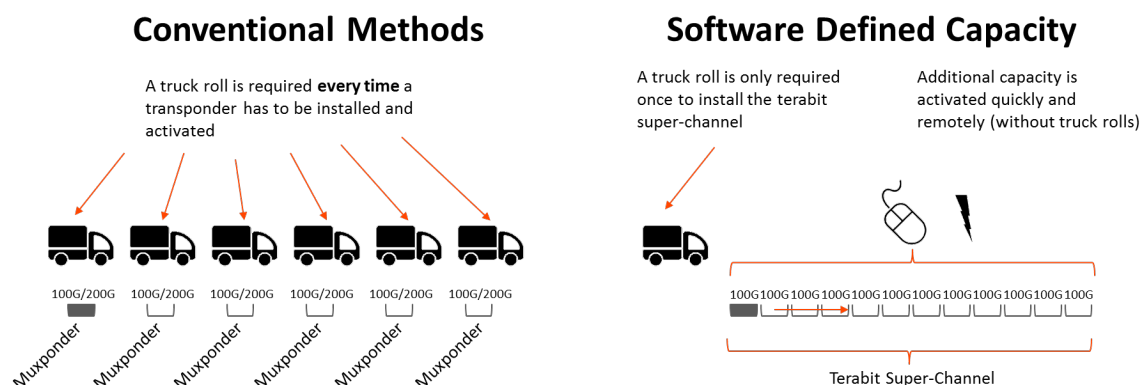 Conventional Methods
A truck roll is required every time a
transponder has to be installed and
activated
100G/200G 100G/200G 100G/200G 100G/200G 100G/200G 100G/200G
Muxponder Muxponder Muxponder Muxponder Muxponder Muxponder
Software Defined Capacity
A truck roll is only required
once to install the terabit
super-channel
Additional capacity is
activated quickly and
remotely (without truck rolls)
100G 100G 100G 100G 100G 100G 100G 100G 100G 100G 100G 100G
Terabit Super-Channel